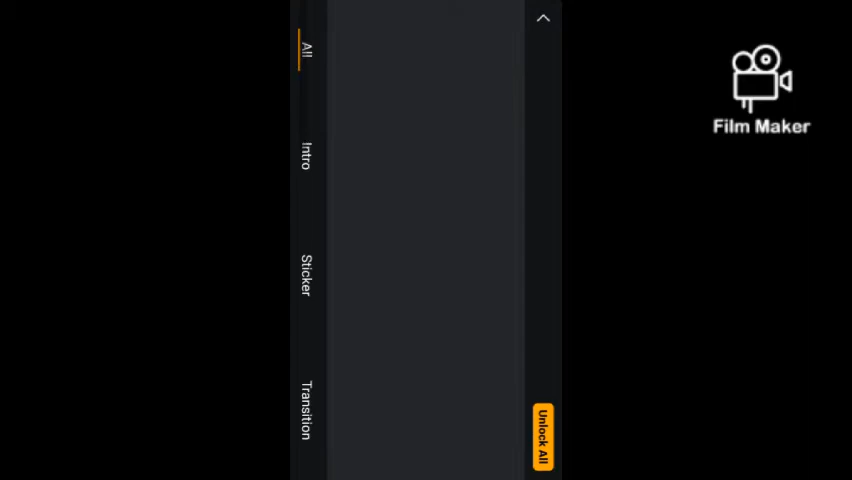 Unlock All
All
Intro
Sticker
Transition
Film Maker